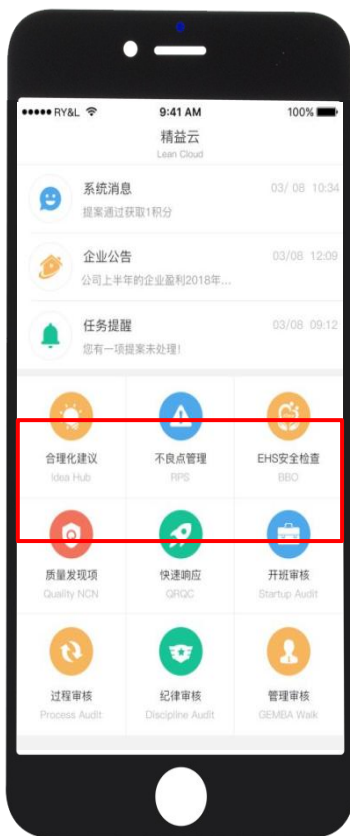 ●●●●● RY&L 9:41 AM 100%
精益云
Lean Cloud
系统消息 03/ 08 10:34
提案通过获取1积分
企业公告 03/08 12:09
公司上半年的企业盈利2018年...
任务提醒 03/08 09:12
您有一项提案未处理!
合理化建议 不良点管理 EHS安全检查
Idea Hub RPS BBO
质量发现项 快速响应 开班审核
Quality NCN QRQC Startup Audit
过程审核 纪律审核 管理审核
Process Audit Discipline Audit GEMBA Walk